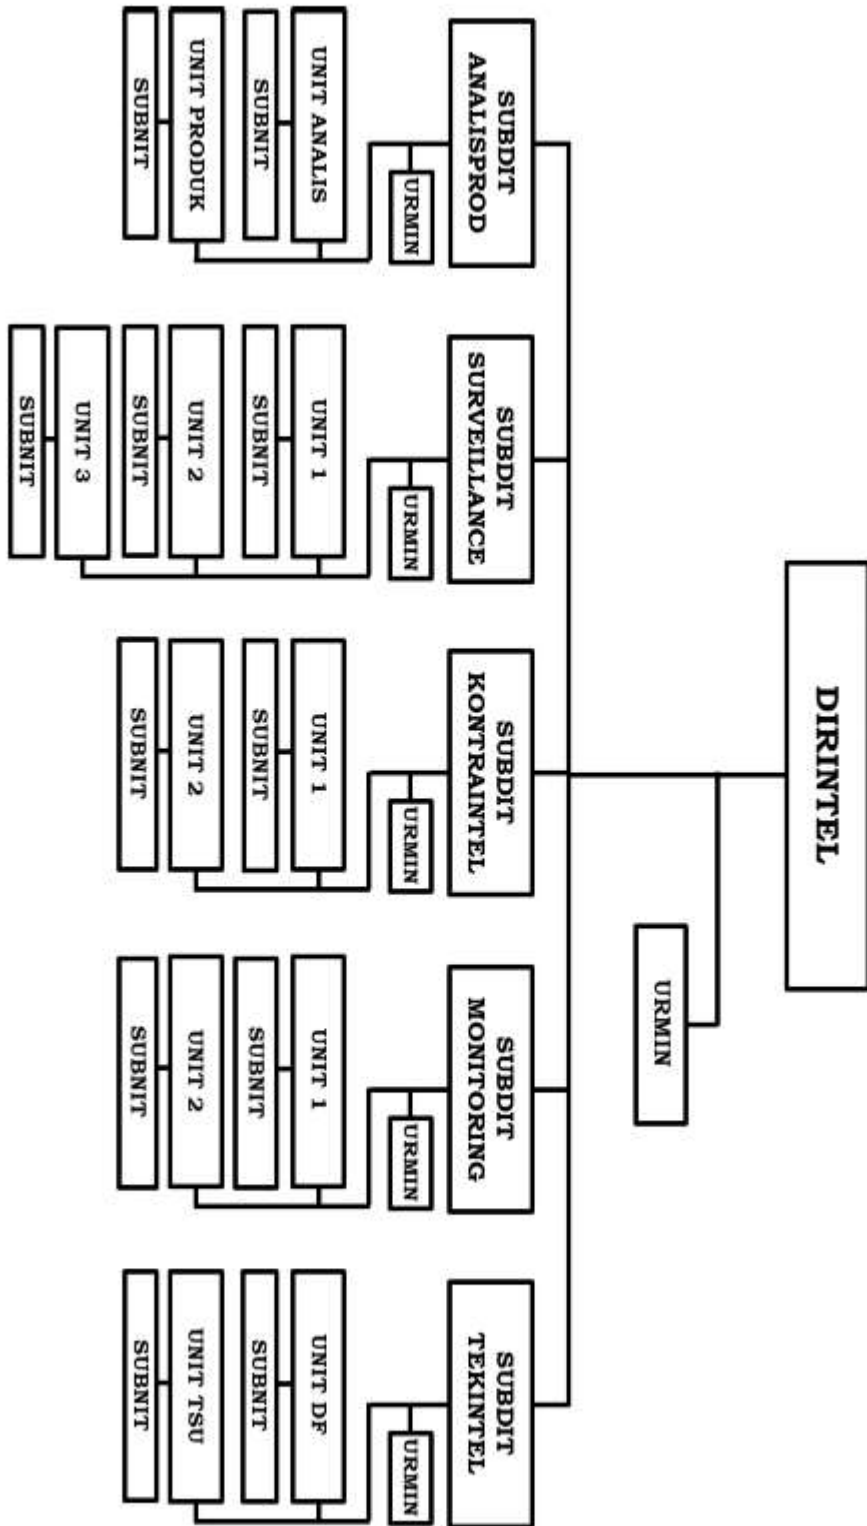 DIRINTEL
URMIN
SUBDIT
ANALISPROD
URMIN
UNIT ANALIS
SUBNIT
UNIT PRODUK
SUBNIT
SUBDIT
SURVEILLANCE
URMIN
UNIT 1
SUBNIT
UNIT 2
SUBNIT
UNIT 3
SUBNIT
SUBDIT
KONTRAINTEL
URMIN
UNIT 1
SUBNIT
UNIT 2
SUBNIT
SUBDIT
MONITORING
URMIN
UNIT 1
SUBNIT
UNIT 2
SUBNIT
SUBDIT
TEKINTEL
URMIN
UNIT DF
SUBNIT
UNIT TSU
SUBNIT